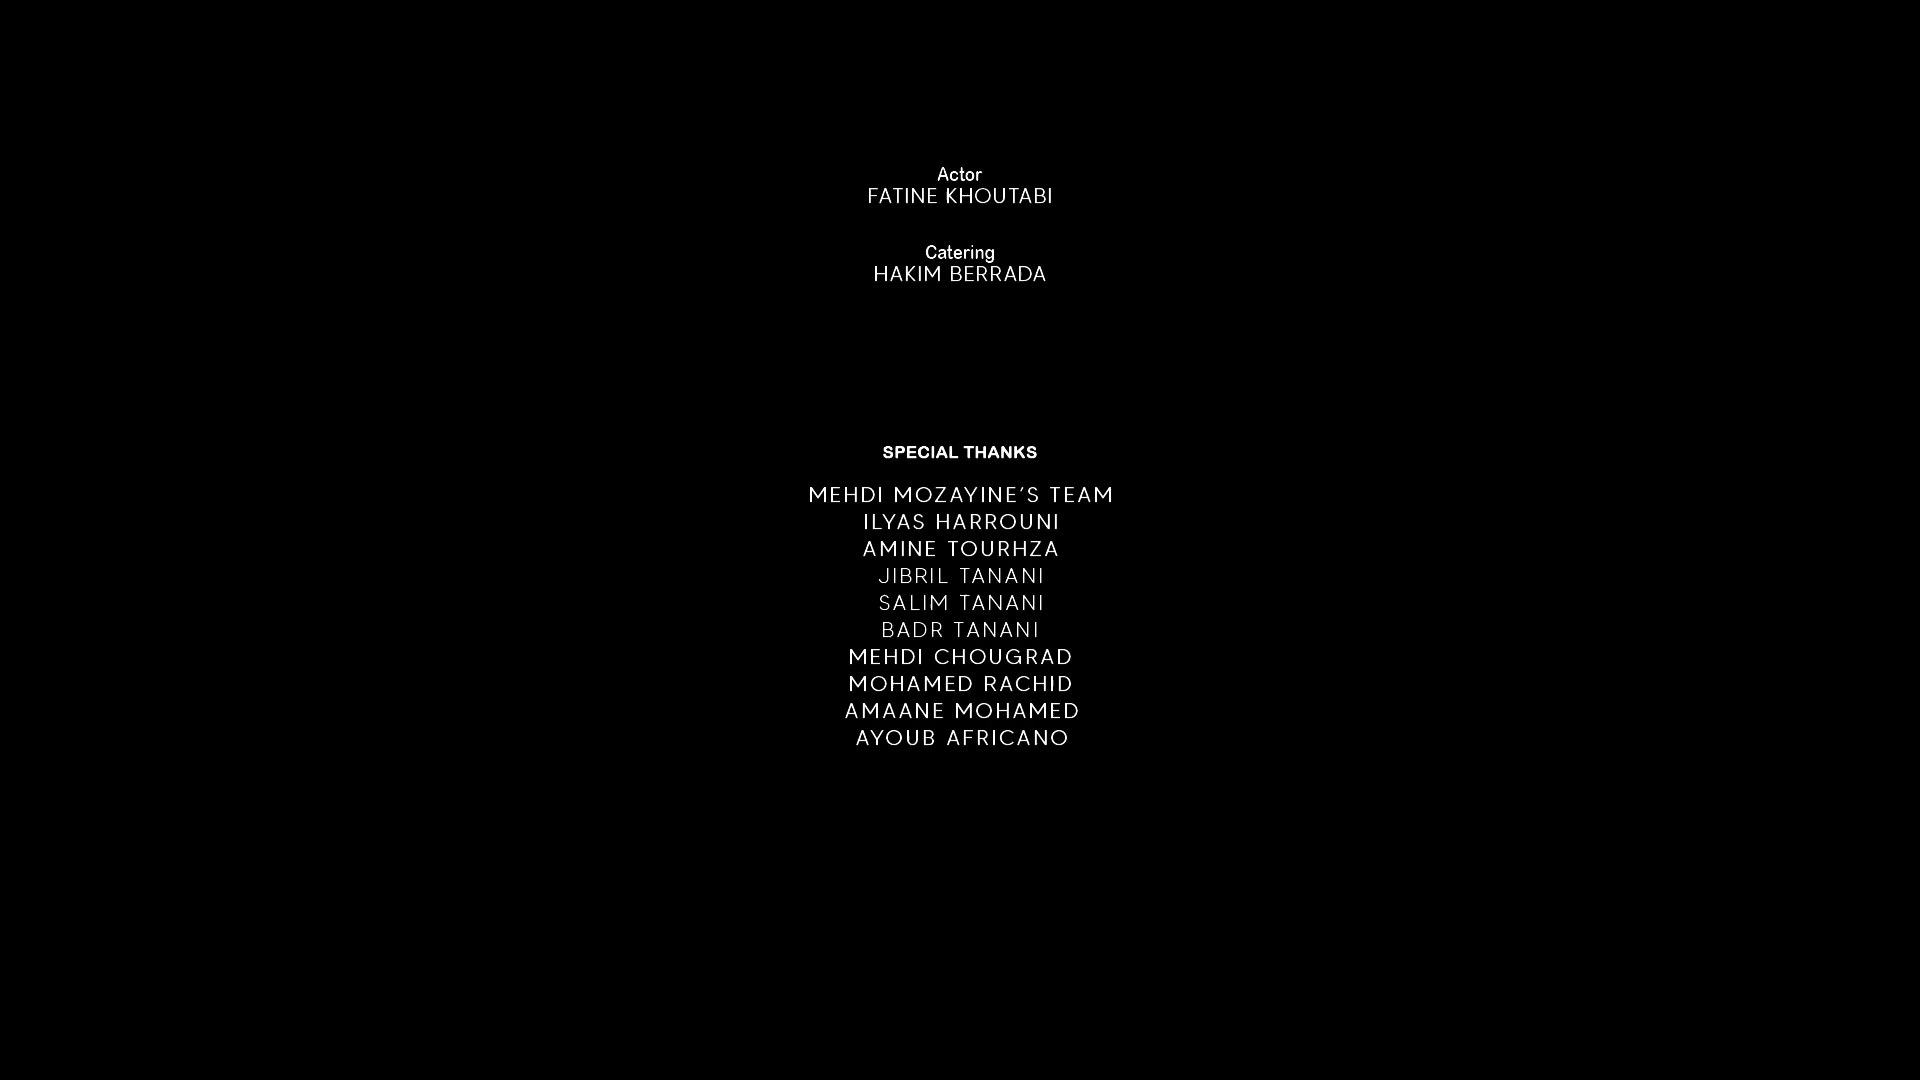 Actor
FATINE KHOUTABI
Catering
HAKIM BERRADA
SPECIAL THANKS
MEHDI MOZAYINE’S TEAM
ILYAS HARROUNI
AMINE TOURHZA
JIBRIL TANANI
SALIM TANANI
BADR TANANI
MEHDI CHOUGRAD
MOHAMED RACHID
AMAANE MOHAMED
AYOUB AFRICANO